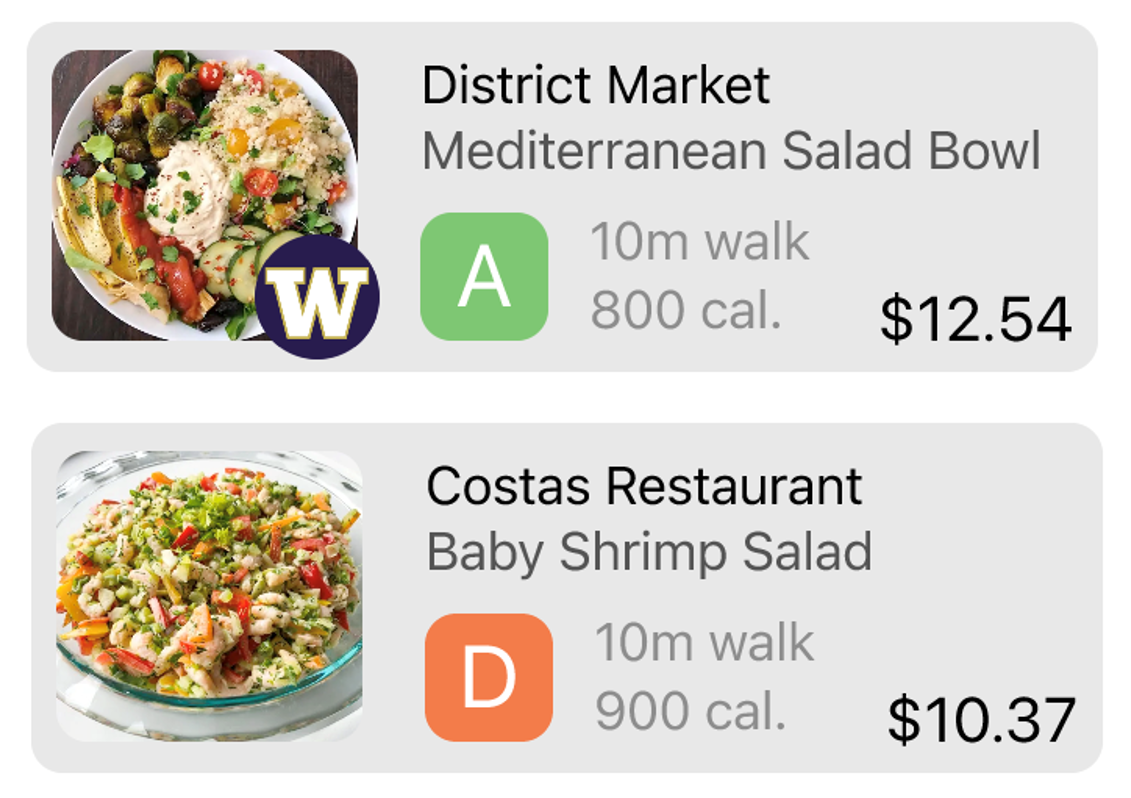 District Market
Mediterranean Salad Bowl
A
10m walk
800 cal.
$12.54
W
Costas Restaurant
Baby Shrimp Salad
D
10m walk
900 cal.
$10.37